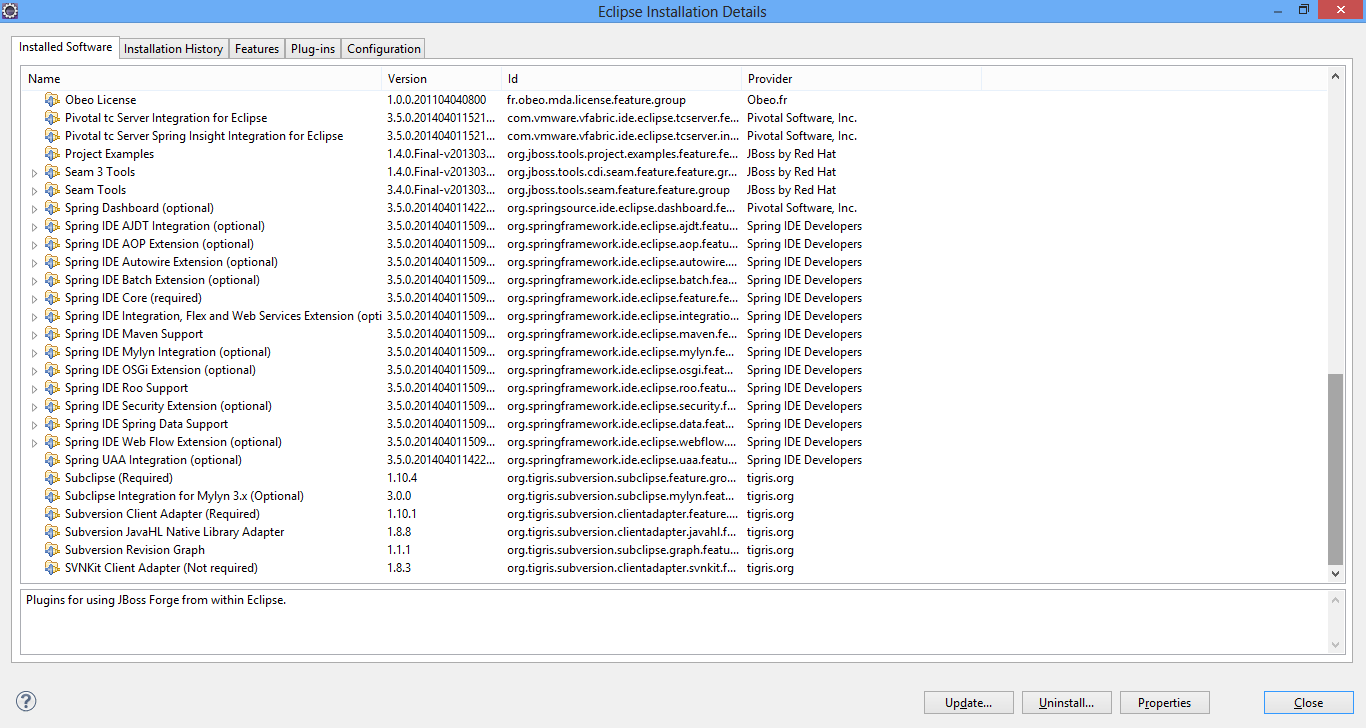 Eclipse Installation Details
Installed Software Installation History Features Plug-ins Configuration
Name Version Id Provider
Obeo License 1.0.0.201104040800 fr.obeo.mda.license.feature.group Obeo.fr
Pivotal tc Server Integration for Eclipse 3.5.0.201404011521... com.vmware.vfabric.ide.eclipse.tcserver.fe... Pivotal Software, Inc.
Pivotal tc Server Spring Insight Integration for Eclipse 3.5.0.201404011521... com.vmware.vfabric.ide.eclipse.tcserver.in... Pivotal Software, Inc.
Project Examples 1.4.0.Final-v201303... org.jboss.tools.project.examples.feature.fe... JBoss by Red Hat
Seam 3 Tools 1.4.0.Final-v201303... org.jboss.tools.cdi.seam.feature.feature.gr... JBoss by Red Hat
Seam Tools 3.4.0.Final-v201303... org.jboss.tools.seam.feature.feature.group JBoss by Red Hat
Spring Dashboard (optional) 3.5.0.201404011422... org.springsource.ide.eclipse.dashboard.fe... Pivotal Software, Inc.
Spring IDE AJDT Integration (optional) 3.5.0.201404011509... org.springframework.ide.eclipse.ajdt.featu... Spring IDE Developers
Spring IDE AOP Extension (optional) 3.5.0.201404011509... org.springframework.ide.eclipse.aop.featu... Spring IDE Developers
Spring IDE Autowire Extension (optional) 3.5.0.201404011509... org.springframework.ide.eclipse.autowire.... Spring IDE Developers
Spring IDE Batch Extension (optional) 3.5.0.201404011509... org.springframework.ide.eclipse.batch.fea... Spring IDE Developers
Spring IDE Core (required) 3.5.0.201404011509... org.springframework.ide.eclipse.feature.fe... Spring IDE Developers
Spring IDE Integration, Flex and Web Services Extension (opti 3.5.0.201404011509... org.springframework.ide.eclipse.integratio... Spring IDE Developers
Spring IDE Maven Support 3.5.0.201404011509... org.springframework.ide.eclipse.maven.fe... Spring IDE Developers
Spring IDE Mylyn Integration (optional) 3.5.0.201404011509... org.springframework.ide.eclipse.mylyn.fe... Spring IDE Developers
Spring IDE OSGi Extension (optional) 3.5.0.201404011509... org.springframework.ide.eclipse.osgi.feat... Spring IDE Developers
Spring IDE Roo Support 3.5.0.201404011509... org.springframework.ide.eclipse.roo.featu... Spring IDE Developers
Spring IDE Security Extension (optional) 3.5.0.201404011509... org.springframework.ide.eclipse.security.f... Spring IDE Developers
Spring IDE Spring Data Support 3.5.0.201404011509... org.springframework.ide.eclipse.data.feat... Spring IDE Developers
Spring IDE Web Flow Extension (optional) 3.5.0.201404011509... org.springframework.ide.eclipse.webflow.... Spring IDE Developers
Spring UAA Integration (optional) 3.5.0.201404011422... org.springframework.ide.eclipse.uaa.featu... Spring IDE Developers
Subclipse (Required) 1.10.4 org.tigris.subversion.subclipse.feature.gro... tigris.org
Subclipse Integration for Mylyn 3.x (Optional) 3.0.0 org.tigris.subversion.subclipse.mylyn.feat... tigris.org
Subversion Client Adapter (Required) 1.10.1 org.tigris.subversion.clientadapter.feature.... tigris.org
Subversion JavaHL Native Library Adapter 1.8.8 org.tigris.subversion.clientadapter.javahl.f... tigris.org
Subversion Revision Graph 1.1.1 org.tigris.subversion.subclipse.graph.featu... tigris.org
SVNKit Client Adapter (Not required) 1.8.3 org.tigris.subversion.clientadapter.svnkit.f... tigris.org
Plugins for using JBoss Forge from within Eclipse.
? Update... Uninstall... Properties Close